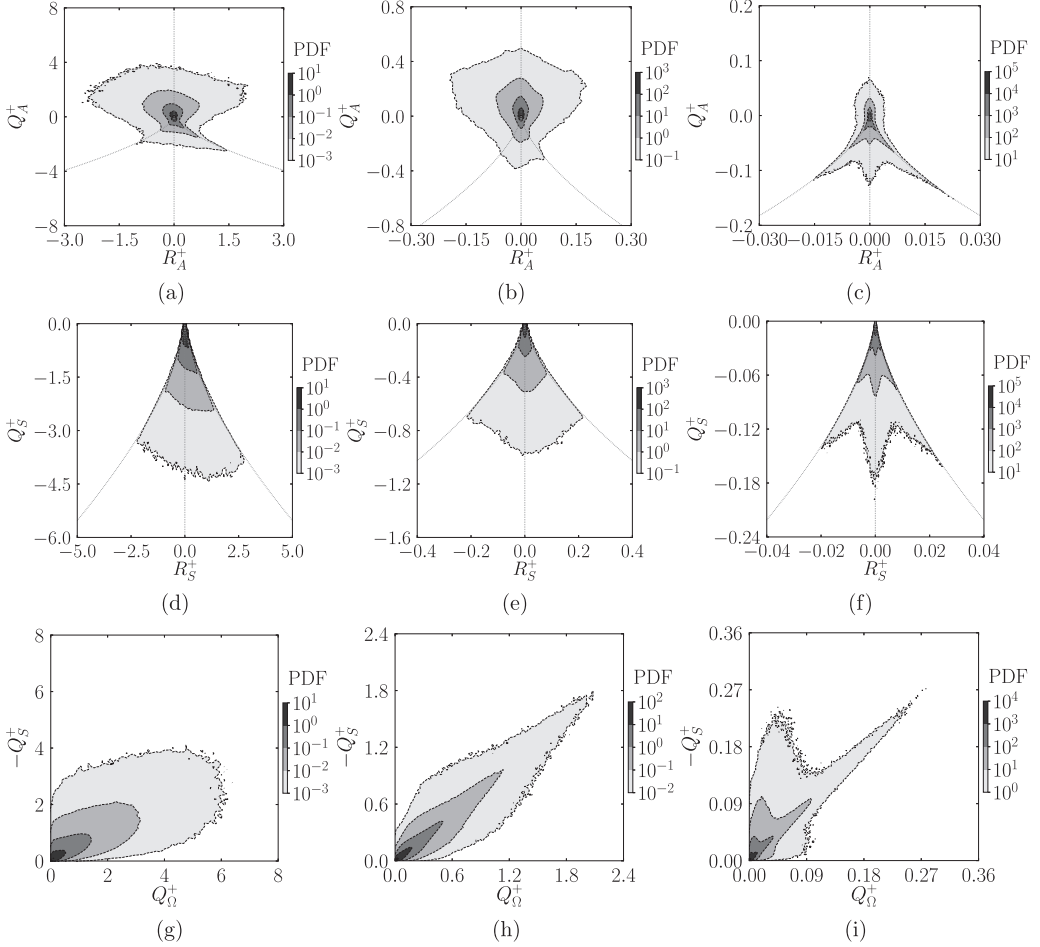 0.8
0.2
8
PDF
PDF
PDF
0.4
0.1
4
10^1
10^3
10^5
10^0
10^2
10^4
Q_A^+
0
Q_A^+
0.0
Q_A^+
0.0
10^-1
10^1
10^3
10^-2
10^0
10^2
10^-3
10^-1
10^1
−4
−0.4
−0.1
−8
−0.8
−0.2
−3.0 −1.5 0.0 1.5 3.0
−0.30 −0.15 0.00 0.15 0.30
−0.030 −0.015 0.000 0.015 0.030
R_A^+
R_A^+
R_A^+
(a)
(b)
(c)
0.0
0.0
0.00
PDF
PDF
PDF
−1.5
−0.4
−0.06
10^1
10^3
10^5
10^0
10^2
10^4
Q_S^+
−3.0
Q_S^+
−0.8
Q_S^+
−0.12
10^-1
10^1
10^3
10^-2
10^0
10^2
10^-3
10^-1
10^1
−4.5
−1.2
−0.18
−6.0
−1.6
−0.24
−5.0 −2.5 0.0 2.5 5.0
−0.4 −0.2 0.0 0.2 0.4
−0.04 −0.02 0.00 0.02 0.04
R_S^+
R_S^+
R_S^+
(d)
(e)
(f)
8
2.4
0.36
PDF
PDF
PDF
6
1.8
0.27
10^1
10^2
10^4
10^0
10^1
10^3
−Q_S^+
4
−Q_S^+
1.2
−Q_S^+
0.18
10^-1
10^0
10^2
10^-2
10^-1
10^1
10^-3
10^-2
10^0
2
0.6
0.09
0
0.0
0.00
0 2 4 6 8
0.0 0.6 1.2 1.8 2.4
0.00 0.09 0.18 0.27 0.36
Q_Ω^+
Q_Ω^+
Q_Ω^+
(g)
(h)
(i)